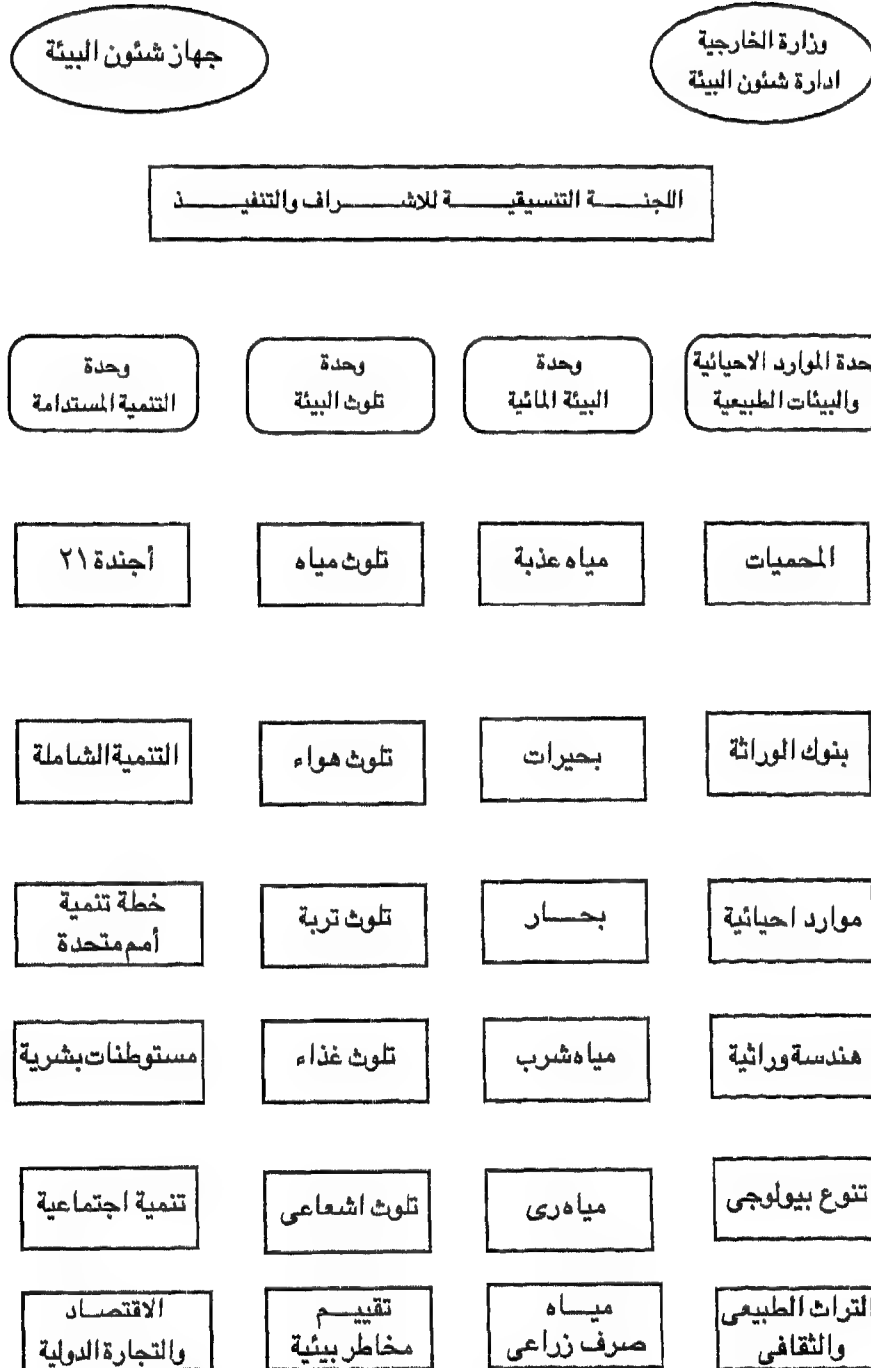 وزارة الخارجية
ادارة شئون البيئة
جهاز شئون البيئة
اللجنة التنسيقية للاشراف والتنفيذ
حدة الموارد الاحيائية
والبيئات الطبيعية
وحدة
البيئة المائية
وحدة
تلوث البيئة
وحدة
التنمية المستدامة
المحميات
مياه عذبة
تلوث مياه
أجندة ٢١
بنوك الوراثة
بحيرات
تلوث هواء
التنمية الشاملة
موارد احيائية
بحار
تلوث تربة
خطة تنمية
أمم متحدة
هندسة وراثية
مياه شرب
تلوث غذاء
مستوطنات بشرية
تنوع بيولوجى
مياه رى
تلوث اشعاعى
تنمية اجتماعية
التراث الطبيعى
والثقافى
مياه
صرف زراعى
تقييم
مخاطر بيئية
الاقتصاد
والتجارة الدولية